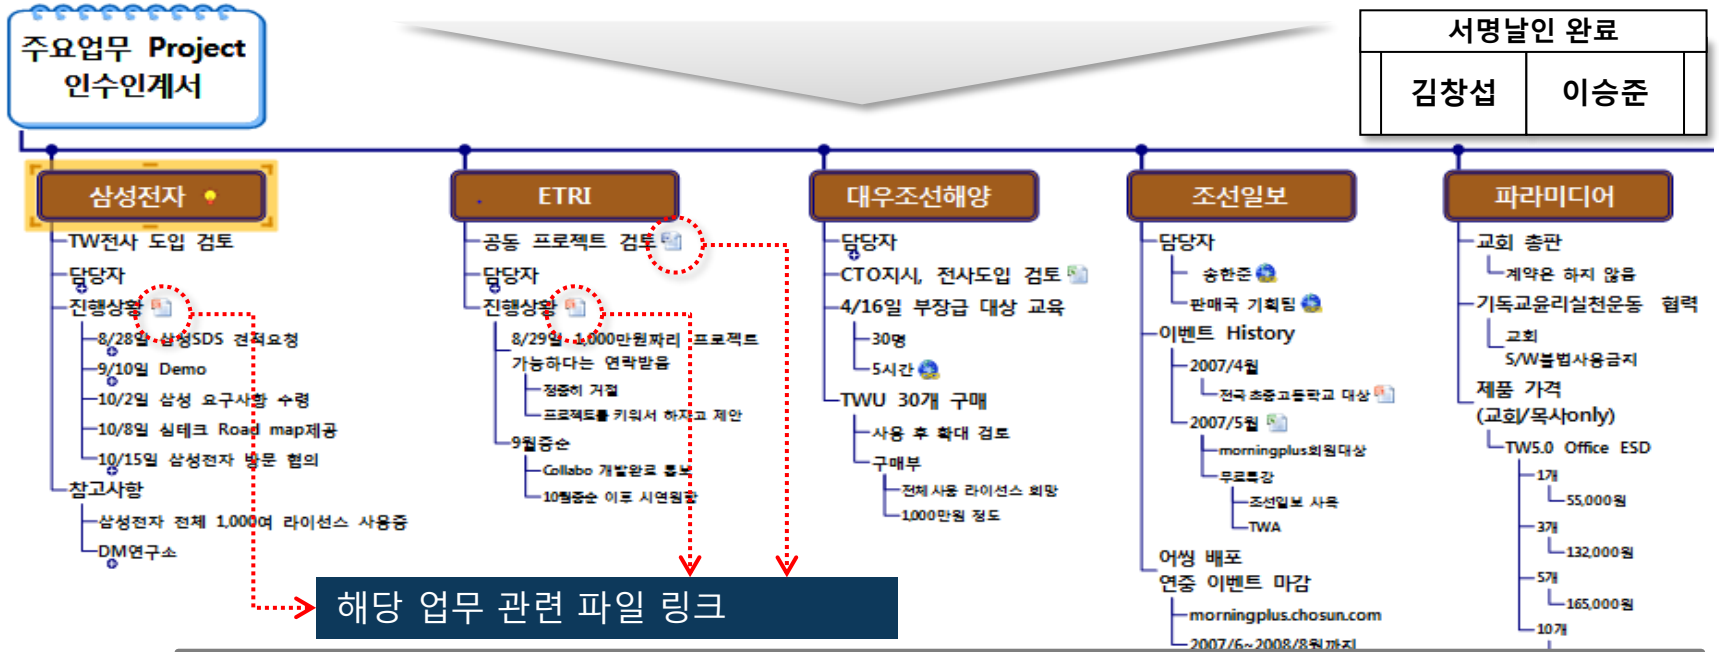 주요업무 Project
인수인계서
서명날인 완료
김창섭
이승준
삼성전자
TW전사 도입 검토
담당자
진행상황
8/28일 삼성SDS 견적요청
9/10일 Demo
10/2일 삼성 요구사항 수령
10/8일 심테크 Road map제공
10/15일 삼성전자 방문 협의
참고사항
삼성전자 전체 1,000여 라이선스 사용중
DM연구소
ETRI
공동 프로젝트 검토
담당자
진행상황
8/29일 1,000만원짜리 프로젝트
가능하다는 연락받음
정중히 거절
프로젝트를 키워서 하자고 제안
9월중순
Collabo 개발완료 통보
10월중순 이후 시연원함
대우조선해양
담당자
CTO지시, 전사도입 검토
4/16일 부장급 대상 교육
30명
5시간
TWU 30개 구매
사용 후 확대 검토
구매부
전체 사용 라이선스 희망
1,000만원 정도
조선일보
담당자
송한준
판매국 기획팀
이벤트 History
2007/4월
전국 초중고등학교 대상
2007/5월
morningplus회원대상
무료특강
조선일보 사옥
TWA
어씽 배포
연중 이벤트 마감
morningplus.chosun.com
2007/6~2008/8월까지
파라미디어
교회 총판
계약은 하지 않음
기독교윤리실천운동 협력
교회
S/W불법사용금지
제품 가격
(교회/목사only)
TW5.0 Office ESD
1개
55,000원
3개
132,000원
5개
165,000원
10개
해당 업무 관련 파일 링크